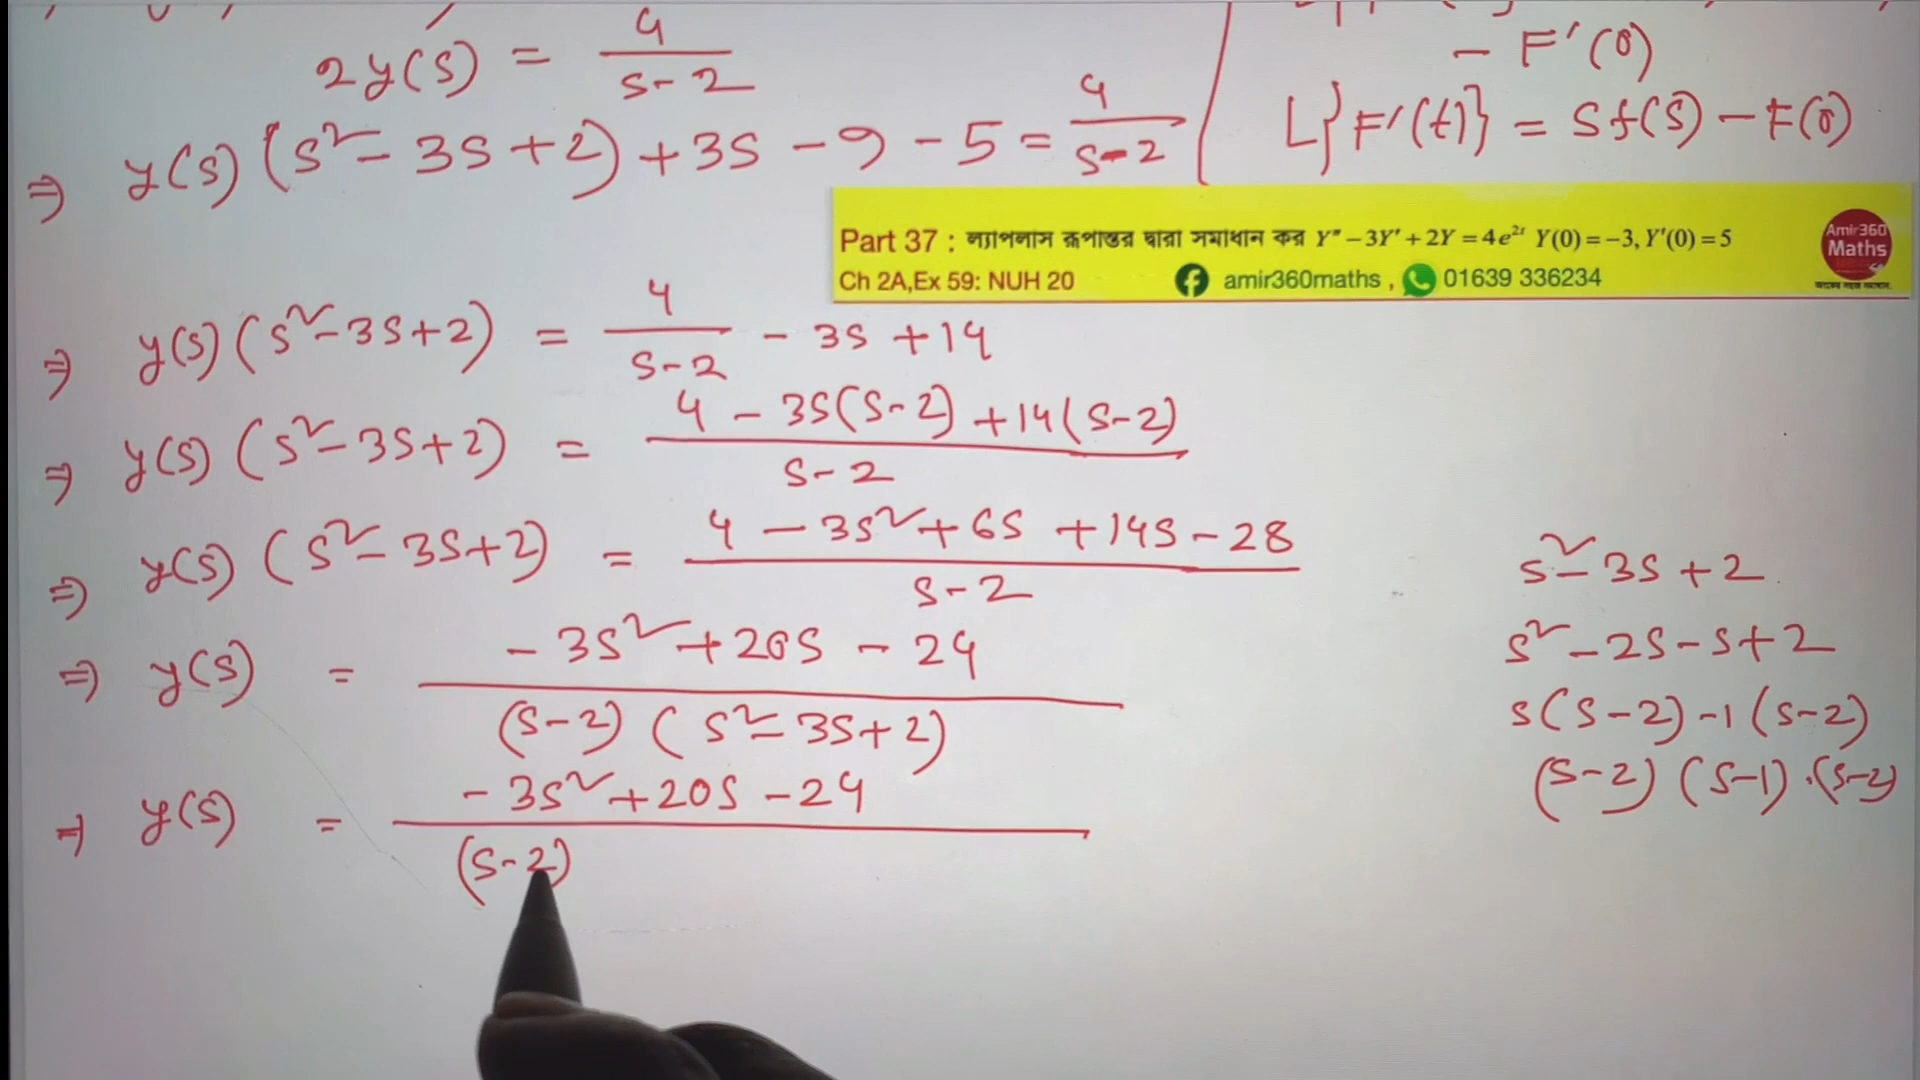 2y(s) = 4/(s-2)
- F'(0)
⇒ y(s)(s²-3s+2)+3s-9-5 = 4/(s-2)
L{F'(t)} = sf(s) - F(0)
Part 37 : ল্যাপলাস রূপান্তর দ্বারা সমাধান কর Y" – 3Y' + 2Y = 4e²ᵗ Y(0) = –3, Y'(0) = 5
Ch 2A,Ex 59: NUH 20 amir360maths , 01639 336234
Amir360 Maths
⇒ y(s)(s²-3s+2) = 4/(s-2) - 3s + 14
⇒ y(s)(s²-3s+2) = (4 - 3s(s-2) + 14(s-2))/(s-2)
⇒ y(s)(s²-3s+2) = (4 - 3s² + 6s + 14s - 28)/(s-2)
⇒ y(s) = (-3s² + 20s - 24)/((s-2)(s²-3s+2))
⇒ y(s) = (-3s² + 20s - 24)/((s-2)
s²-3s+2
s²-2s-s+2
s(s-2)-1(s-2)
(s-2)(s-1).(s-2)